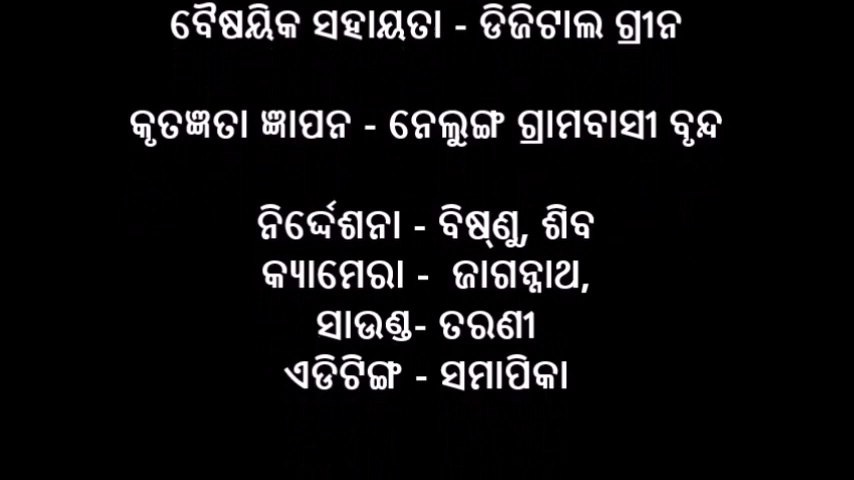 ବୈଷୟିକ ସହାୟତା - ଡିଜିଟାଲ ଗ୍ରୀନ
କୃତଜ୍ଞତା ଜ୍ଞାପନ - ନେଲୁଙ୍ଗ ଗ୍ରାମବାସୀ ବୃନ୍ଦ
ନିର୍ଦ୍ଦେଶନା - ବିଷ୍ଣୁ, ଶିବ
କ୍ୟାମେରା - ଜାଗନ୍ନାଥ,
ସାଉଣ୍ଡ- ତରଣୀ
ଏଡିଟିଙ୍ଗ - ସମାପିକା